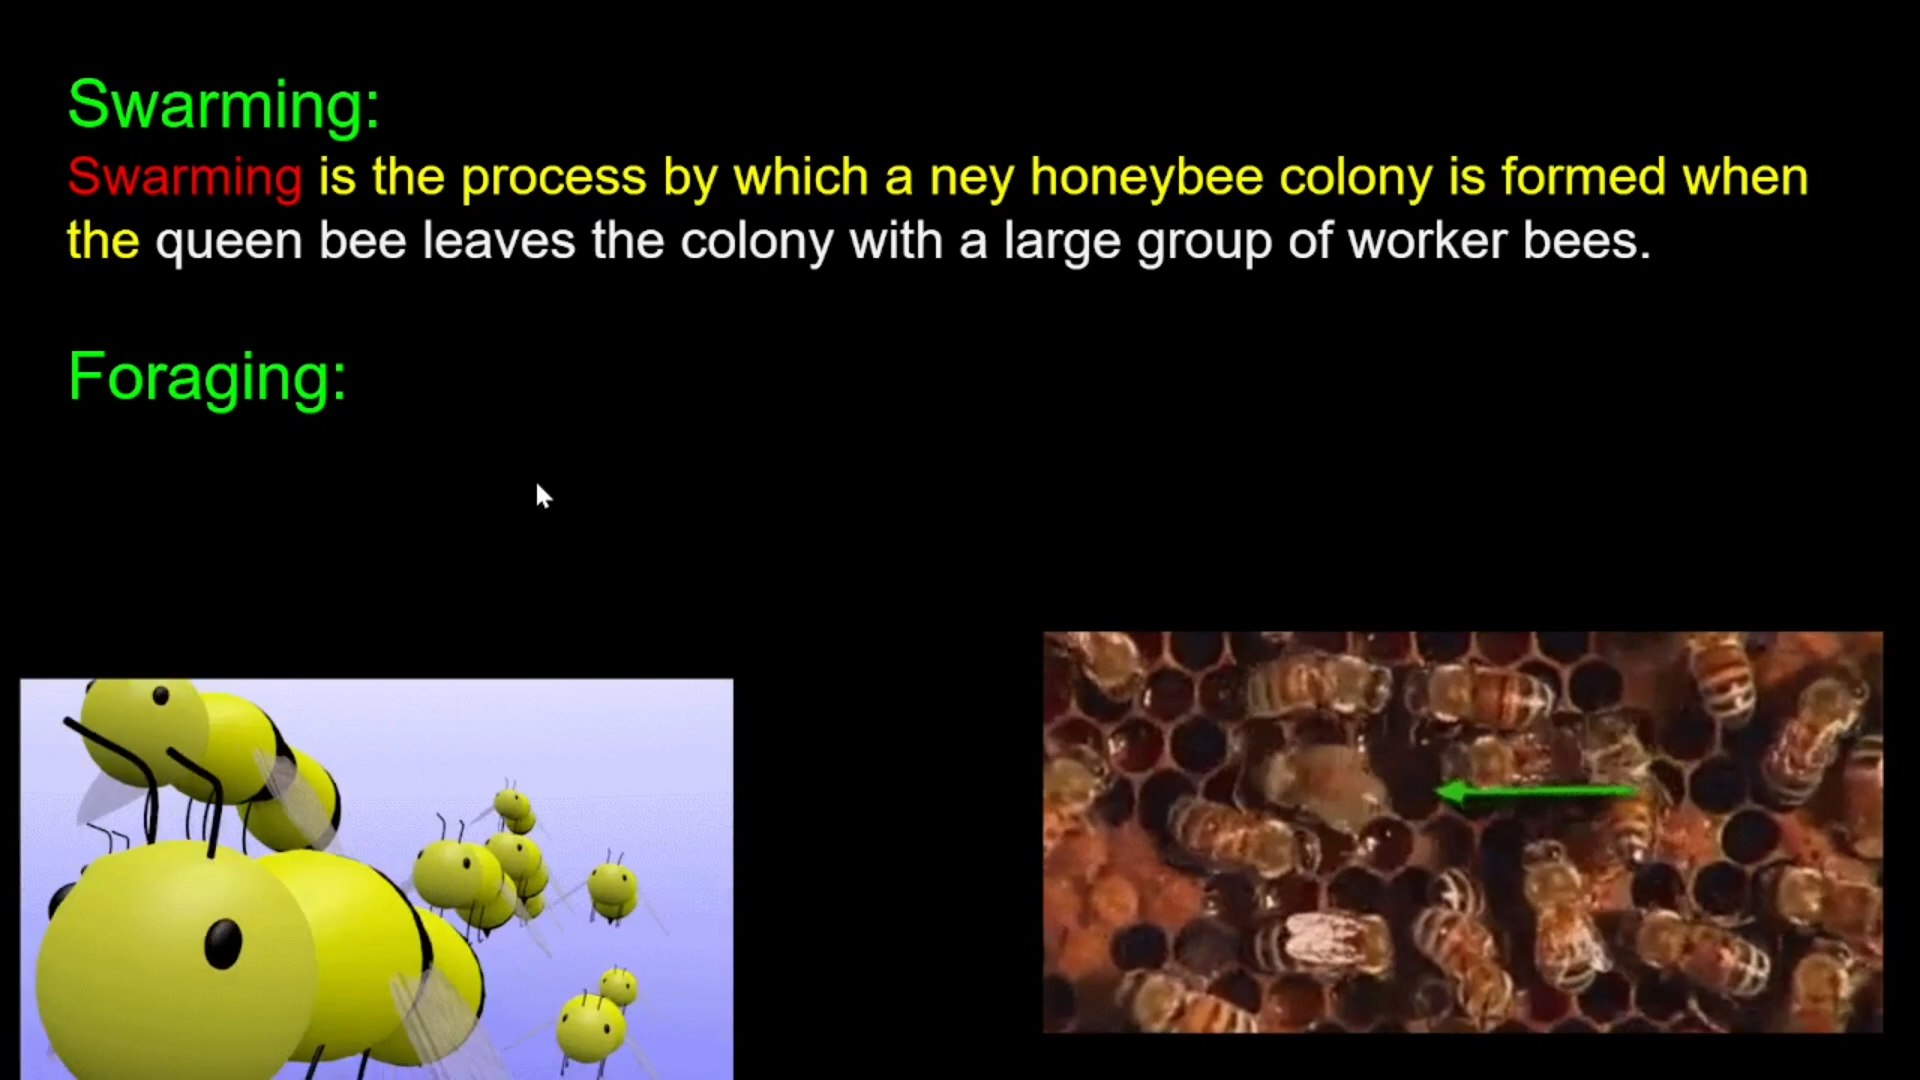 Swarming:
Swarming is the process by which a ney honeybee colony is formed when
the queen bee leaves the colony with a large group of worker bees.
Foraging: